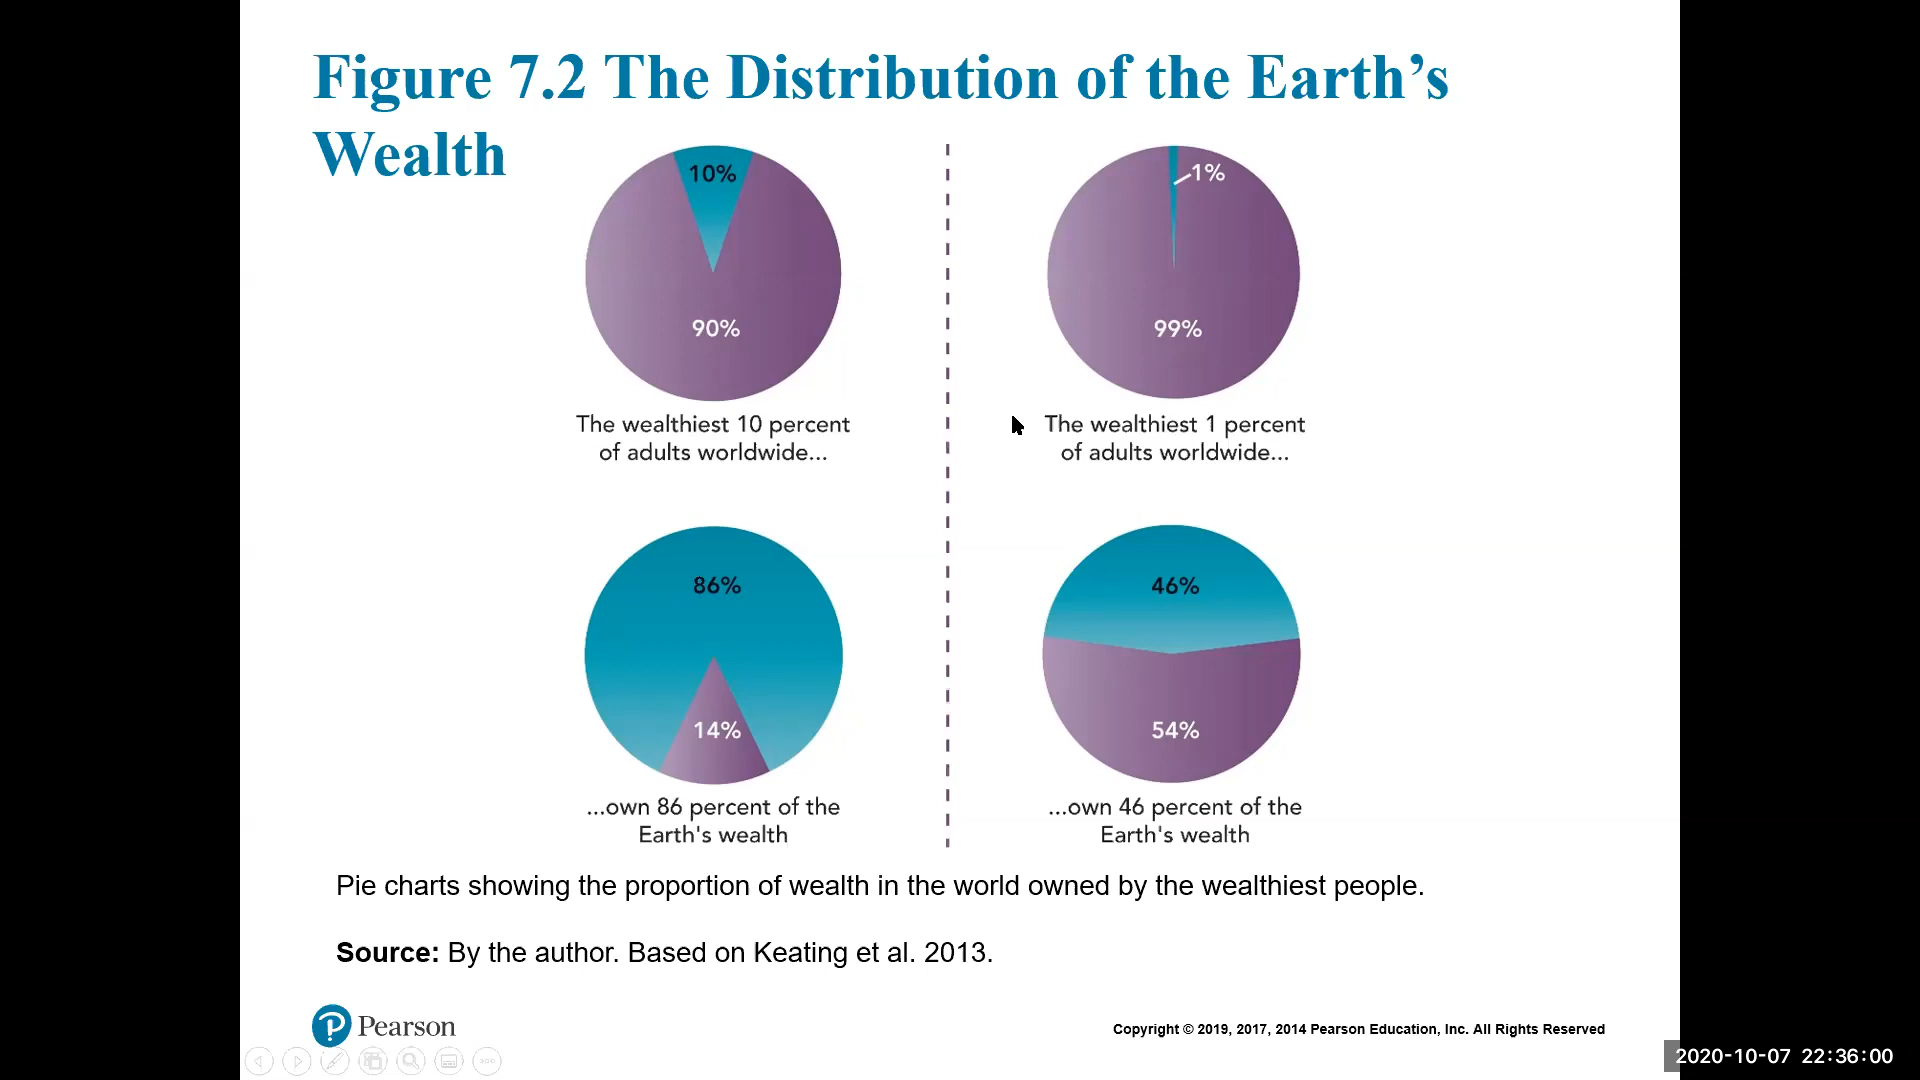 Figure 7.2 The Distribution of the Earth’s
Wealth
10%
90%
The wealthiest 10 percent
of adults worldwide...
1%
99%
The wealthiest 1 percent
of adults worldwide...
86%
14%
...own 86 percent of the
Earth's wealth
46%
54%
...own 46 percent of the
Earth's wealth
Pie charts showing the proportion of wealth in the world owned by the wealthiest people.
Source: By the author. Based on Keating et al. 2013.
P Pearson
Copyright © 2019, 2017, 2014 Pearson Education, Inc. All Rights Reserved
2020-10-07 22:36:00